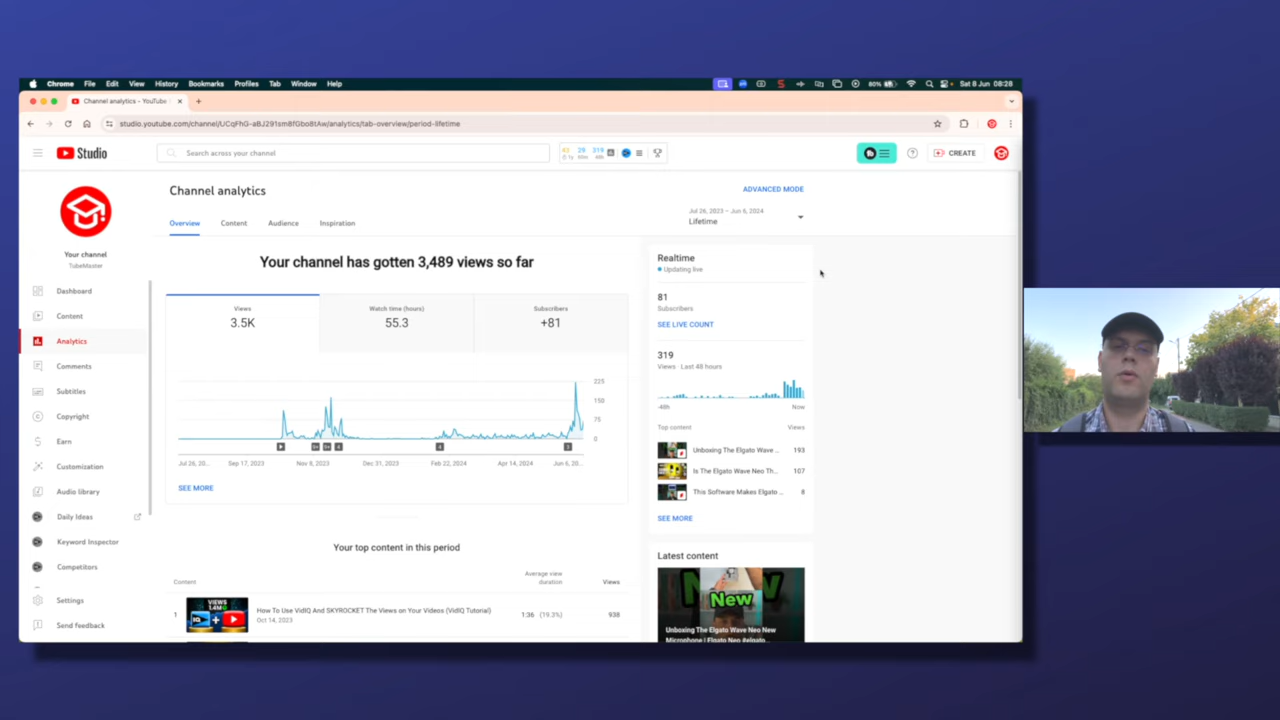 Chrome File Edit View History Bookmarks Profiles Tab Window Help
80% Sat 8 Jun 08:28
Channel analytics - YouTube
studio.youtube.com/channel/UCqFhG-aBJ291sm8fGbo8tAw/analytics/tab-overview/period-lifetime
Studio
Search across your channel
319
CREATE
Channel analytics
ADVANCED MODE
Jul 26, 2023 – Jun 6, 2024
Lifetime
Overview Content Audience Inspiration
Your channel
TubeMaster
Dashboard
Content
Analytics
Comments
Subtitles
Copyright
Earn
Customization
Audio library
Daily Ideas
Keyword Inspector
Competitors
Settings
Send feedback
Your channel has gotten 3,489 views so far
Views
3.5K
Watch time (hours)
55.3
Subscribers
+81
225
150
75
0
Jul 26, 20...
Sep 17, 2023
Nov 8, 2023
Dec 31, 2023
Feb 22, 2024
Apr 14, 2024
Jun 6, 20...
SEE MORE
Your top content in this period
Content
Average view
duration
Views
1
VIEWS
1.4M
IQ +
How To Use VidIQ And SKYROCKET The Views on Your Videos (VidIQ Tutorial)
Oct 14, 2023
1:36 (19.3%)
938
Realtime
Updating live
81
Subscribers
SEE LIVE COUNT
319
Views · Last 48 hours
-48h
Now
Top content
Views
Unboxing The Elgato Wave ... 193
Is The Elgato Wave Neo Th... 107
This Software Makes Elgato ... 8
SEE MORE
Latest content
New
Unboxing The Elgato Wave Neo New
Microphone | Elgato Neo #elgato...